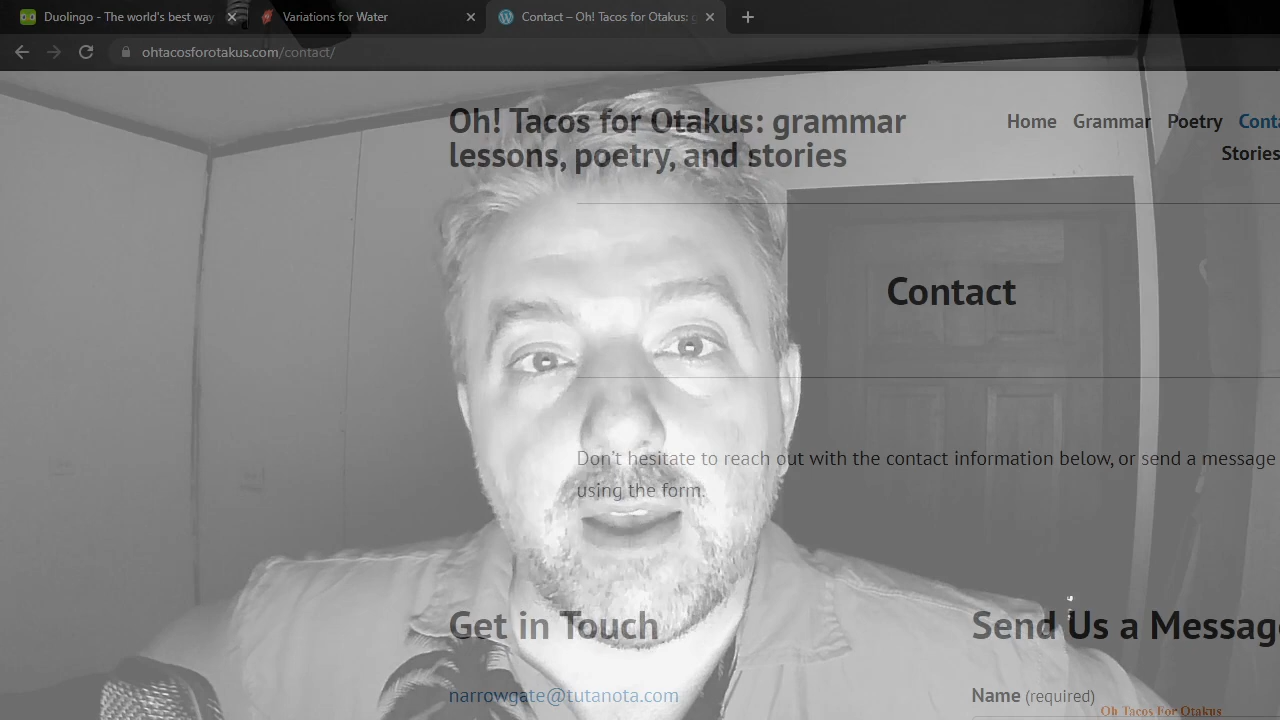 Duolingo - The world's best way
Variations for Water
Contact – Oh! Tacos for Otakus: g
ohtacosforotakus.com/contact/
Oh! Tacos for Otakus: grammar
lessons, poetry, and stories
Home Grammar Poetry Conta
Stories
Contact
Don't hesitate to reach out with the contact information below, or send a message
using the form.
Get in Touch
Send Us a Messag
narrowgate@tutanota.com
Name (required)
Oh Tacos For Otakus